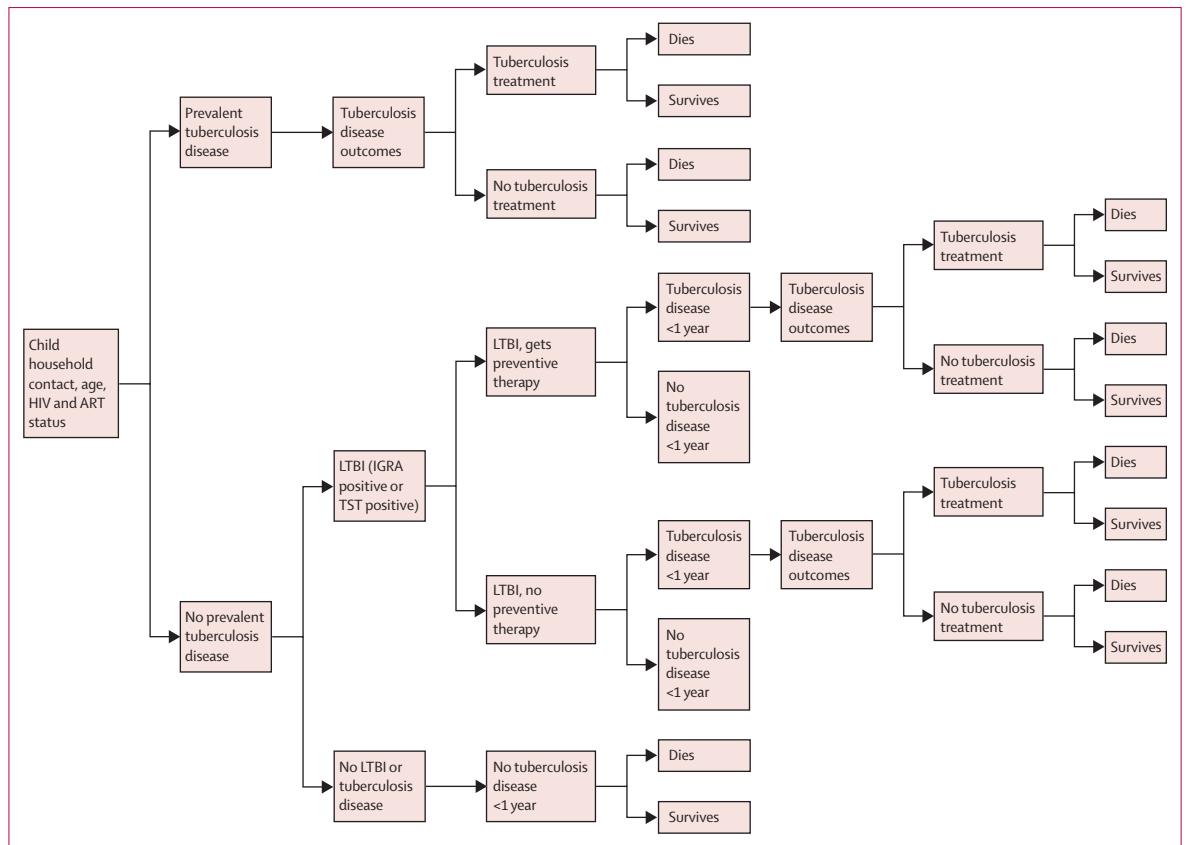 Child
household
contact, age,
HIV and ART
status
Prevalent
tuberculosis
disease
Tuberculosis
disease
outcomes
Tuberculosis
treatment
Dies
Survives
No tuberculosis
treatment
Dies
Survives
No prevalent
tuberculosis
disease
LTBI (IGRA
positive or
TST positive)
LTBI, gets
preventive
therapy
Tuberculosis
disease
<1 year
Tuberculosis
disease
outcomes
Tuberculosis
treatment
Dies
Survives
No tuberculosis
treatment
Dies
Survives
No
tuberculosis
disease
<1 year
LTBI, no
preventive
therapy
Tuberculosis
disease
<1 year
Tuberculosis
disease
outcomes
Tuberculosis
treatment
Dies
Survives
No tuberculosis
treatment
Dies
Survives
No
tuberculosis
disease
<1 year
No LTBI or
tuberculosis
disease
No tuberculosis
disease
<1 year
Dies
Survives